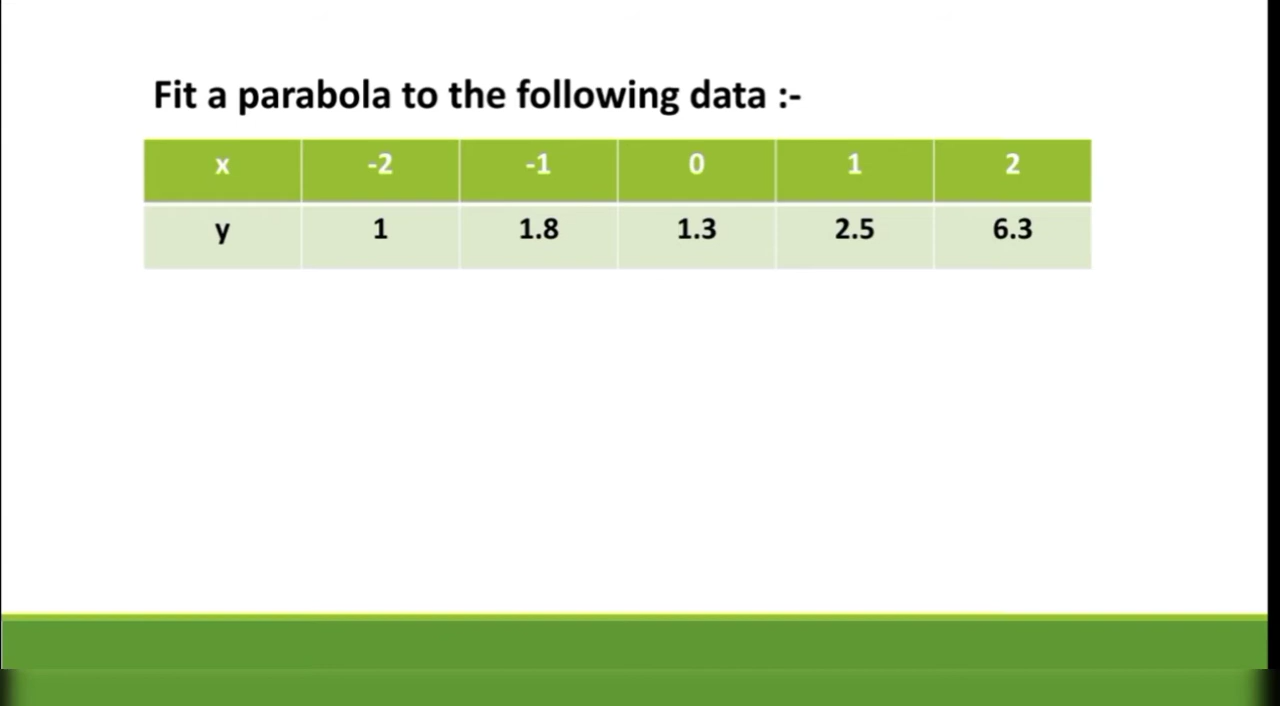 Fit a parabola to the following data :-
x -2 -1 0 1 2
y 1 1.8 1.3 2.5 6.3